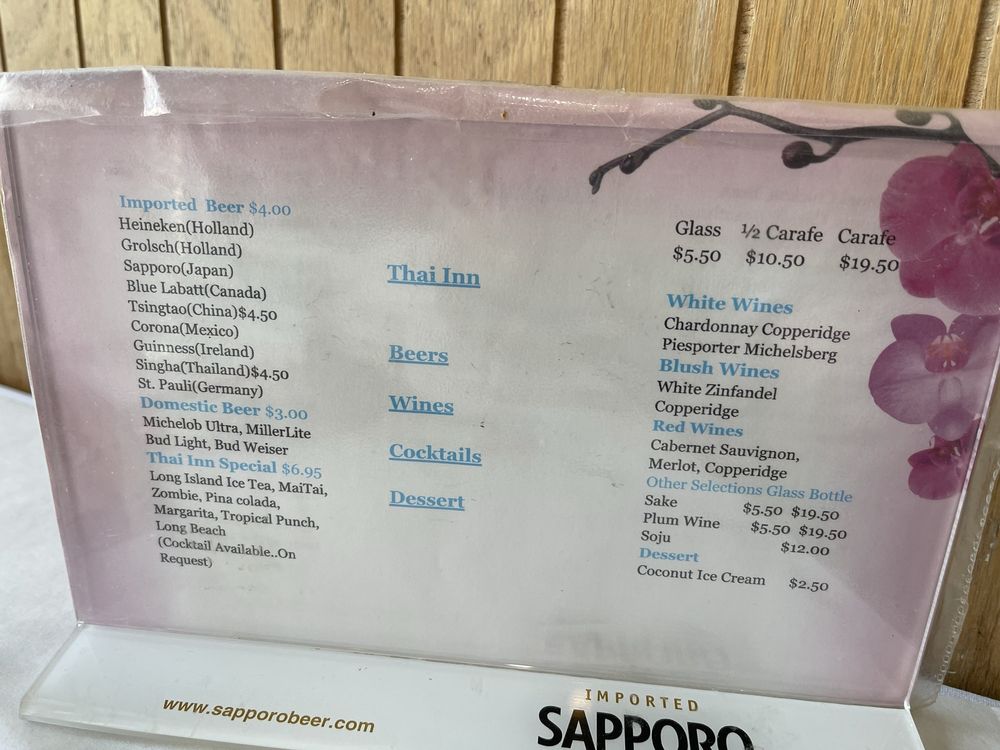 Imported Beer $4.00
Heineken(Holland)
Grolsch(Holland)
Sapporo(Japan)
Blue Labatt(Canada)
Tsingtao(China)$4.50
Corona(Mexico)
Guinness(Ireland)
Singha(Thailand)$4.50
St. Pauli(Germany)
Domestic Beer $3.00
Michelob Ultra, MillerLite
Bud Light, Bud Weiser
Thai Inn Special $6.95
Long Island Ice Tea, MaiTai,
Zombie, Pina colada,
Margarita, Tropical Punch,
Long Beach
(Cocktail Available..On
Request)
Thai Inn
Beers
Wines
Cocktails
Dessert
Glass ½ Carafe Carafe
$5.50 $10.50 $19.50
White Wines
Chardonnay Copperidge
Piesporter Michelsberg
Blush Wines
White Zinfandel
Copperidge
Red Wines
Cabernet Sauvignon,
Merlot, Copperidge
Other Selections Glass Bottle
Sake $5.50 $19.50
Plum Wine $5.50 $19.50
Soju $12.00
Dessert
Coconut Ice Cream $2.50
www.sapporobeer.com
IMPORTED
SAPPORO